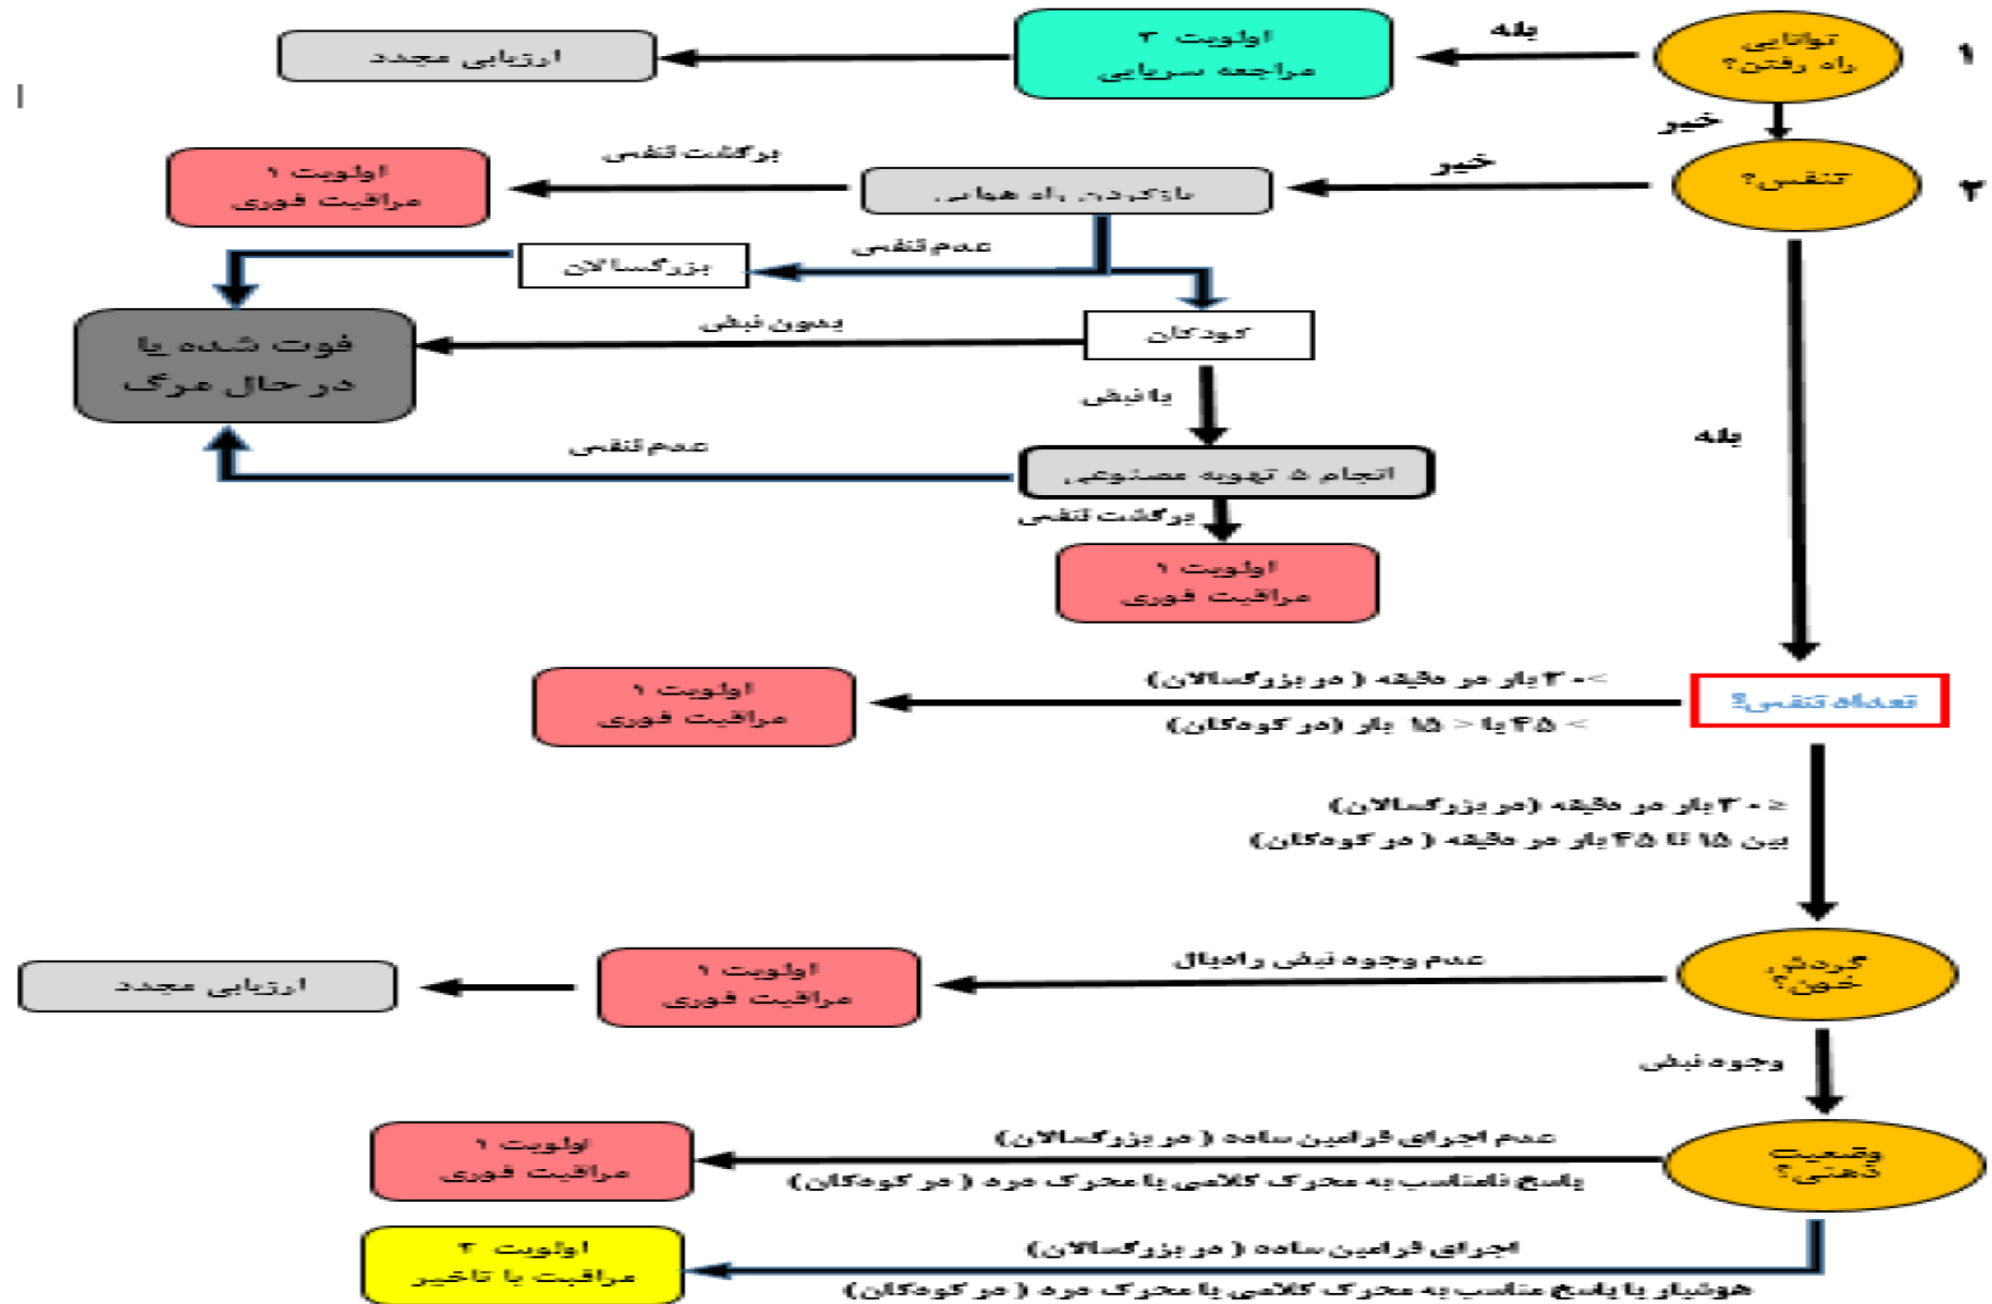 ۱
توانایی
راه رفتن؟
بله
اولویت ۳
مراجعه سرپایی
ارزیابی مجدد
خیر
۲
تنفس؟
خیر
بازکردن راه هوایی
برگشت تنفس
اولویت ۱
مراقبت فوری
عدم تنفس
بزرگسالان
کودکان
بدون نبض
فوت شده یا
در حال مرگ
با نبض
انجام ۵ تهویه مصنوعی
عدم تنفس
برگشت تنفس
اولویت ۱
مراقبت فوری
بله
تعداد تنفس؟
>۳۰ بار در دقیقه ( در بزرگسالان)
> ۴۵ یا < ۱۵ بار (در کودکان)
اولویت ۱
مراقبت فوری
≤۳۰ بار در دقیقه (در بزرگسالان)
بین ۱۵ تا ۴۵ بار در دقیقه ( در کودکان)
گردش
خون؟
عدم وجود نبض رادیال
اولویت ۱
مراقبت فوری
ارزیابی مجدد
وجود نبض
وضعیت
ذهنی؟
عدم اجرای فرامین ساده ( در بزرگسالان)
پاسخ نامناسب به محرک کلامی یا محرک درد ( در کودکان)
اولویت ۱
مراقبت فوری
اجرای فرامین ساده ( در بزرگسالان)
هوشیار یا پاسخ مناسب به محرک کلامی یا محرک درد ( در کودکان)
اولویت ۲
مراقبت با تاخیر